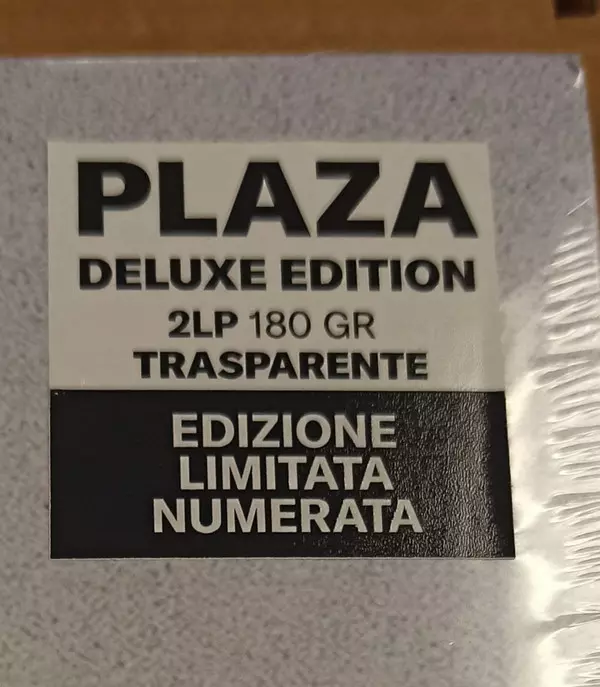 PLAZA
DELUXE EDITION
2LP 180 GR
TRASPARENTE
EDIZIONE
LIMITATA
NUMERATA